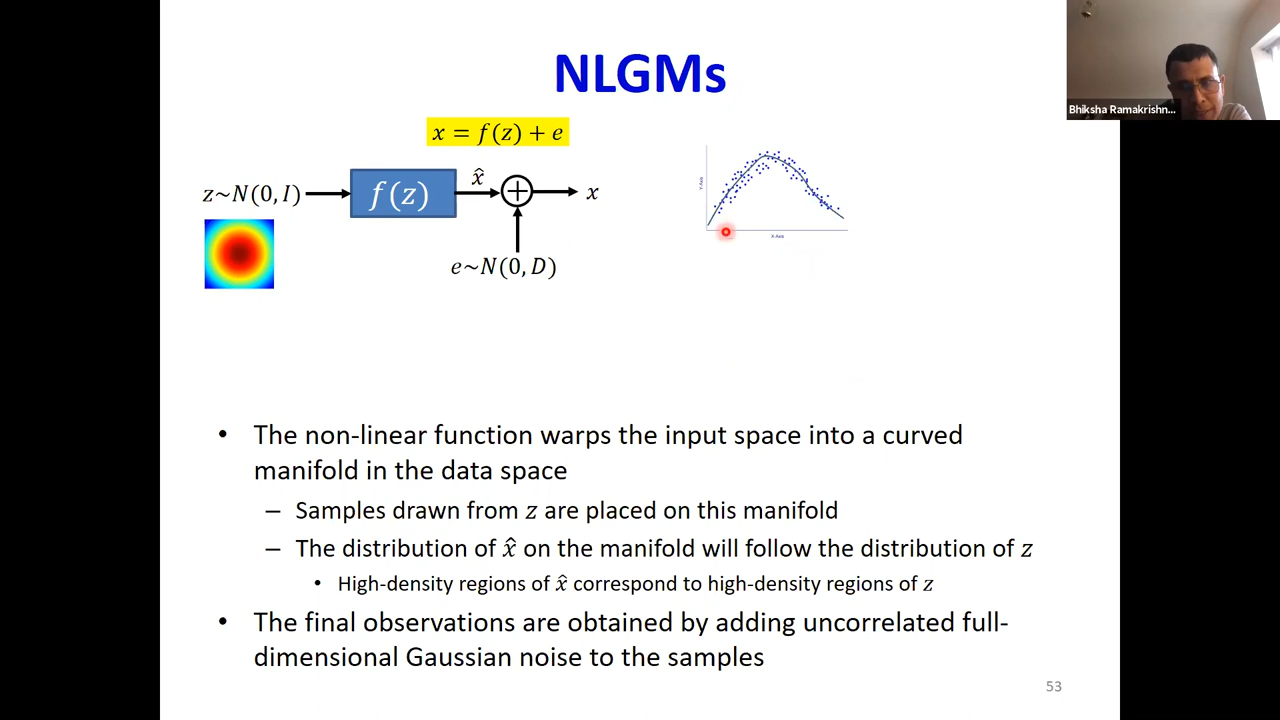 NLGMs
Bhiksha Ramakrishn...
x = f(z) + e
z~N(0, I)
f(z)
x̂
x
e~N(0, D)
Y-Axis
X-Axis
• The non-linear function warps the input space into a curved
manifold in the data space
– Samples drawn from z are placed on this manifold
– The distribution of x̂ on the manifold will follow the distribution of z
• High-density regions of x̂ correspond to high-density regions of z
• The final observations are obtained by adding uncorrelated full-
dimensional Gaussian noise to the samples
53